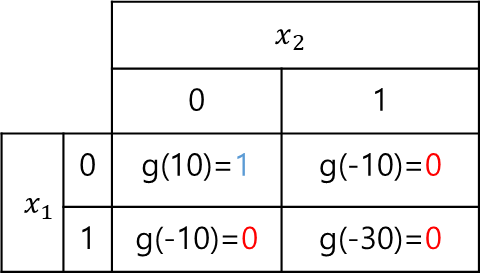 x₂
0 1
0 g(10)=1 g(-10)=0
x₁
1 g(-10)=0 g(-30)=0